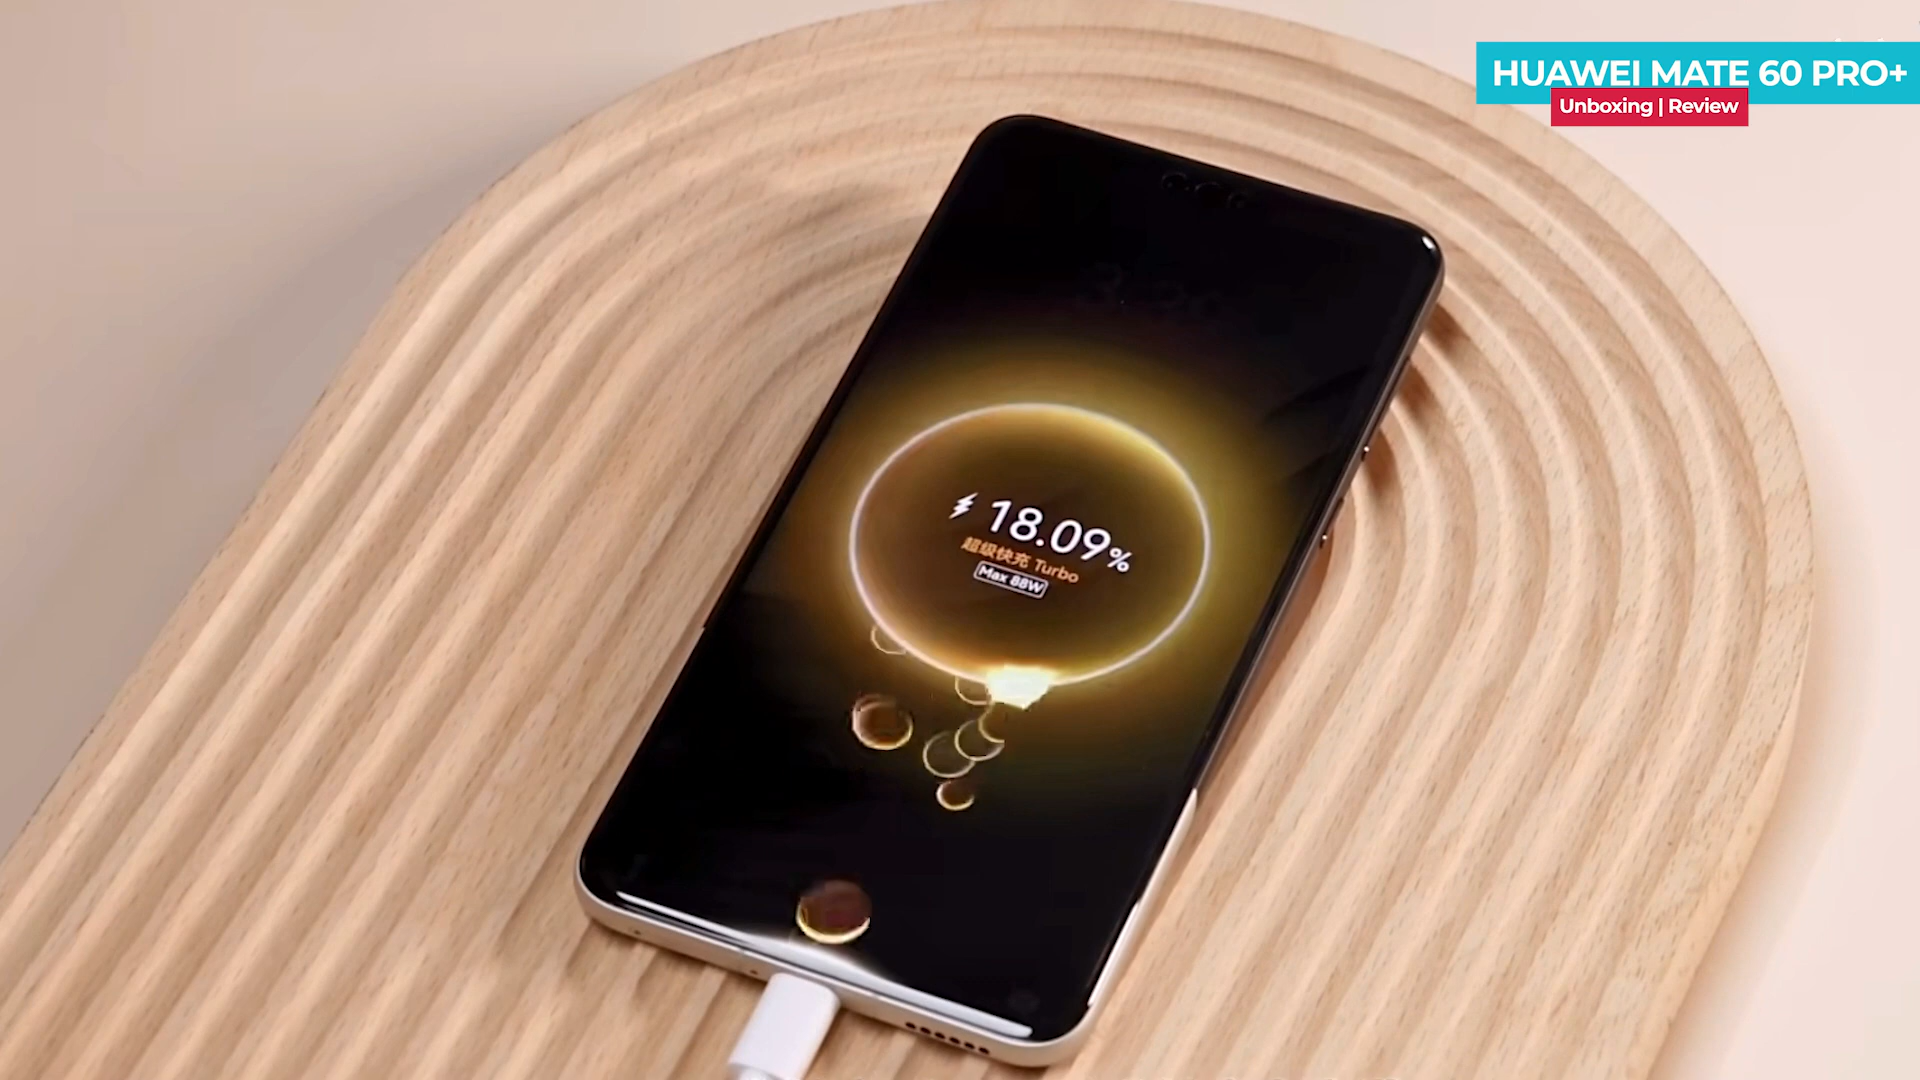 HUAWEI MATE 60 PRO+
Unboxing | Review
18.09%
超级快充 Turbo
Max 88W